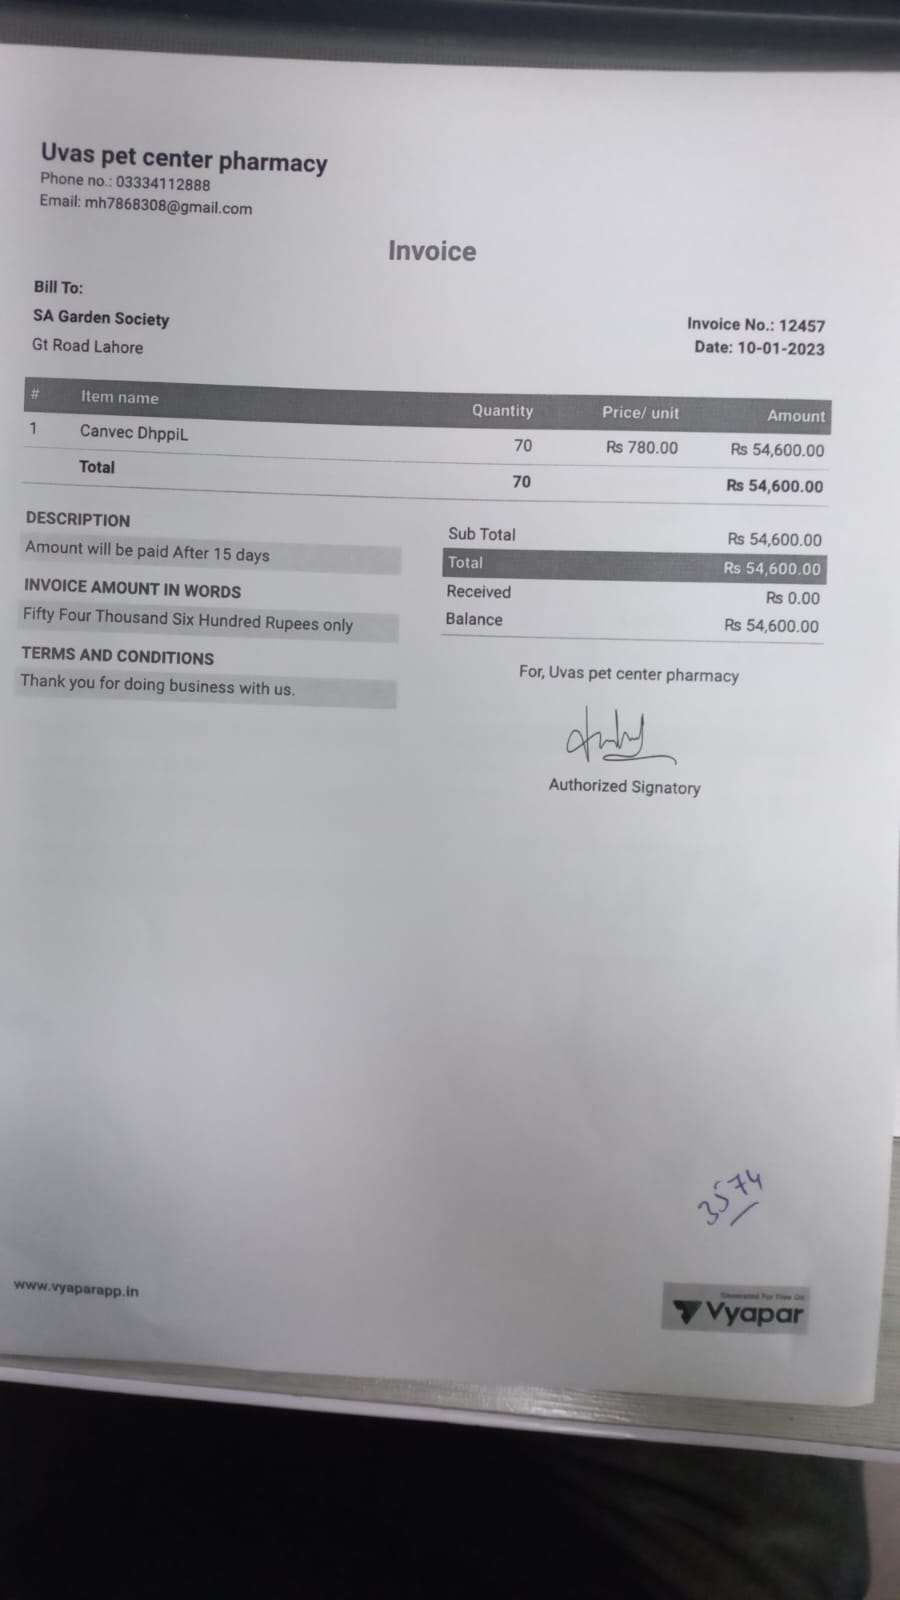 Uvas pet center pharmacy
Phone no.: 03334112888
Email: mh7868308@gmail.com
Invoice
Bill To:
SA Garden Society
Gt Road Lahore
Invoice No.: 12457
Date: 10-01-2023
# Item name Quantity Price/ unit Amount
1 Canvec DhppiL 70 Rs 780.00 Rs 54,600.00
Total 70 Rs 54,600.00
DESCRIPTION
Amount will be paid After 15 days
INVOICE AMOUNT IN WORDS
Fifty Four Thousand Six Hundred Rupees only
TERMS AND CONDITIONS
Thank you for doing business with us.
Sub Total Rs 54,600.00
Total Rs 54,600.00
Received Rs 0.00
Balance Rs 54,600.00
For, Uvas pet center pharmacy
Authorized Signatory
3574
www.vyaparapp.in
Generated For Free On
Vyapar